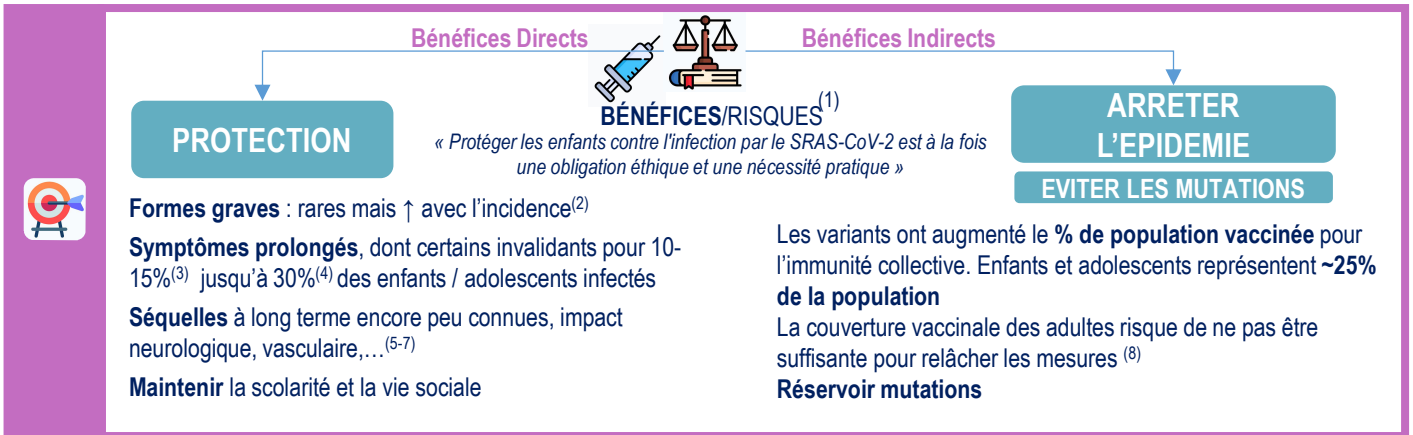 Bénéfices Directs
Bénéfices Indirects
BÉNÉFICES/RISQUES(1)
« Protéger les enfants contre l'infection par le SRAS-CoV-2 est à la fois
une obligation éthique et une nécessité pratique »
PROTECTION
Formes graves : rares mais ↑ avec l’incidence(2)
Symptômes prolongés, dont certains invalidants pour 10-
15%(3) jusqu’à 30%(4) des enfants / adolescents infectés
Séquelles à long terme encore peu connues, impact
neurologique, vasculaire,…(5-7)
Maintenir la scolarité et la vie sociale
ARRETER
L’EPIDEMIE
EVITER LES MUTATIONS
Les variants ont augmenté le % de population vaccinée pour
l’immunité collective. Enfants et adolescents représentent ~25%
de la population
La couverture vaccinale des adultes risque de ne pas être
suffisante pour relâcher les mesures (8)
Réservoir mutations